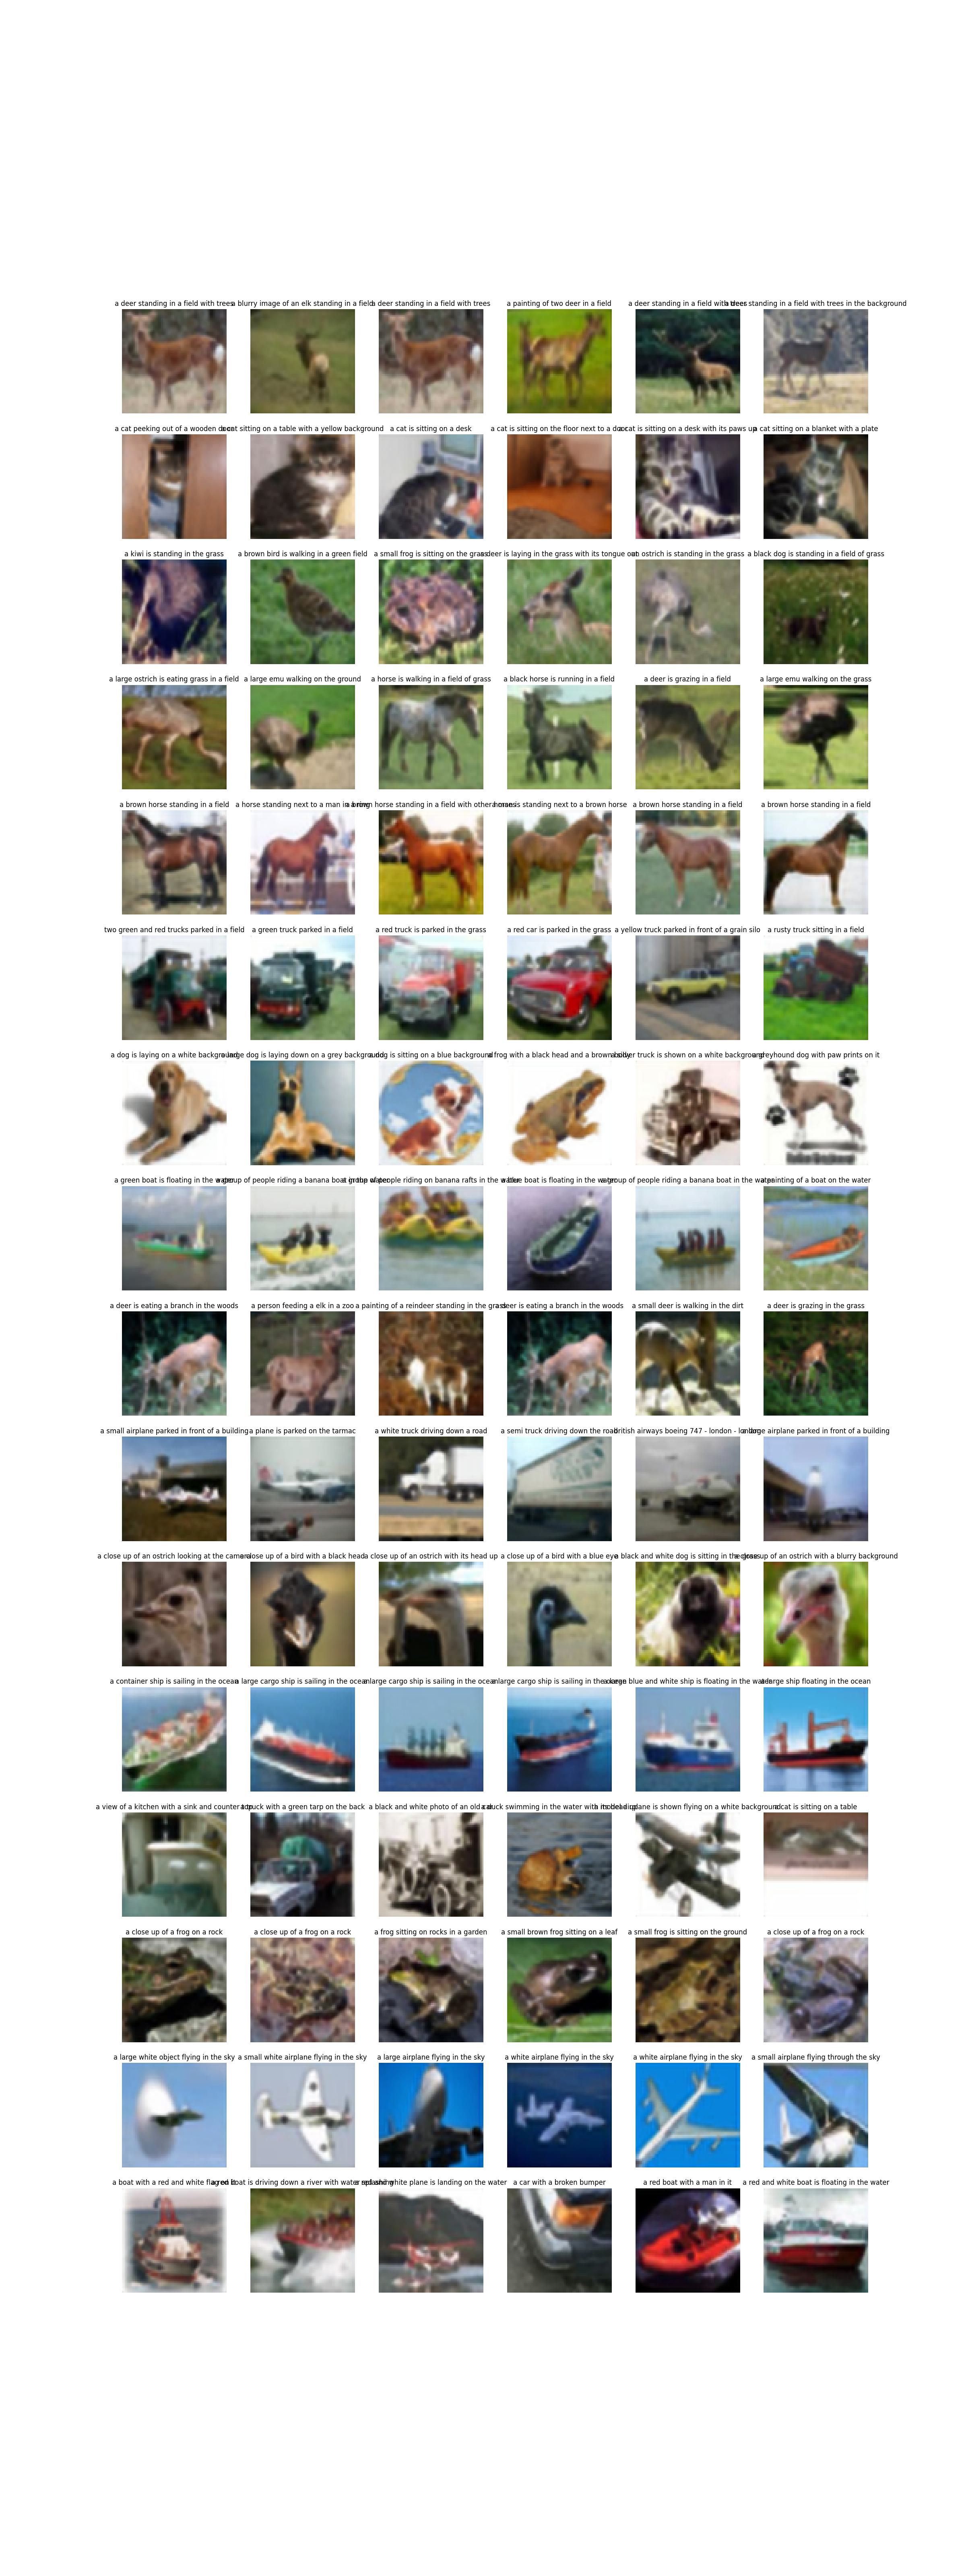 a deer standing in a field with trees a blurry image of an elk standing in a field a deer standing in a field with trees a painting of two deer in a field a deer standing in a field with trees a deer standing in a field with trees in the background
a cat peeking out of a wooden door a cat sitting on a table with a yellow background a cat is sitting on a desk a cat is sitting on the floor next to a door a cat is sitting on a desk with its paws up a cat sitting on a blanket with a plate
a kiwi is standing in the grass a brown bird is walking in a green field a small frog is sitting on the grass a deer is laying in the grass with its tongue out an ostrich is standing in the grass a black dog is standing in a field of grass
a large ostrich is eating grass in a field a large emu walking on the ground a horse is walking in a field of grass a black horse is running in a field a deer is grazing in a field a large emu walking on the grass
a brown horse standing in a field a horse standing next to a man in a ring a brown horse standing in a field with other horses a man is standing next to a brown horse a brown horse standing in a field a brown horse standing in a field
two green and red trucks parked in a field a green truck parked in a field a red truck is parked in the grass a red car is parked in the grass a yellow truck parked in front of a grain silo a rusty truck sitting in a field
a dog is laying on a white background a large dog is laying down on a grey background a dog is sitting on a blue background a frog with a black head and a brown body a silver truck is shown on a white background a greyhound dog with paw prints on it
a green boat is floating in the water a group of people riding a banana boat in the water a group of people riding on banana rafts in the water a blue boat is floating in the water a group of people riding a banana boat in the water a painting of a boat on the water
a deer is eating a branch in the woods a person feeding a elk in a zoo a painting of a reindeer standing in the grass a deer is eating a branch in the woods a small deer is walking in the dirt a deer is grazing in the grass
a small airplane parked in front of a building a plane is parked on the tarmac a white truck driving down a road a semi truck driving down the road british airways boeing 747 - london - london a large airplane parked in front of a building
a close up of an ostrich looking at the camera a close up of a bird with a black head a close up of an ostrich with its head up a close up of a bird with a blue eye a black and white dog is sitting in the grass a close up of an ostrich with a blurry background
a container ship is sailing in the ocean a large cargo ship is sailing in the ocean a large cargo ship is sailing in the ocean a large cargo ship is sailing in the ocean a large blue and white ship is floating in the water a large ship floating in the ocean
a view of a kitchen with a sink and counter top a truck with a green tarp on the back a black and white photo of an old car a duck swimming in the water with its head up a model airplane is shown flying on a white background a cat is sitting on a table
a close up of a frog on a rock a close up of a frog on a rock a frog sitting on rocks in a garden a small brown frog sitting on a leaf a small frog is sitting on the ground a close up of a frog on a rock
a large white object flying in the sky a small white airplane flying in the sky a large airplane flying in the sky a white airplane flying in the sky a white airplane flying in the sky a small airplane flying through the sky
a boat with a red and white flag on it a red boat is driving down a river with water splashing a red and white plane is landing on the water a car with a broken bumper a red boat with a man in it a red and white boat is floating in the water